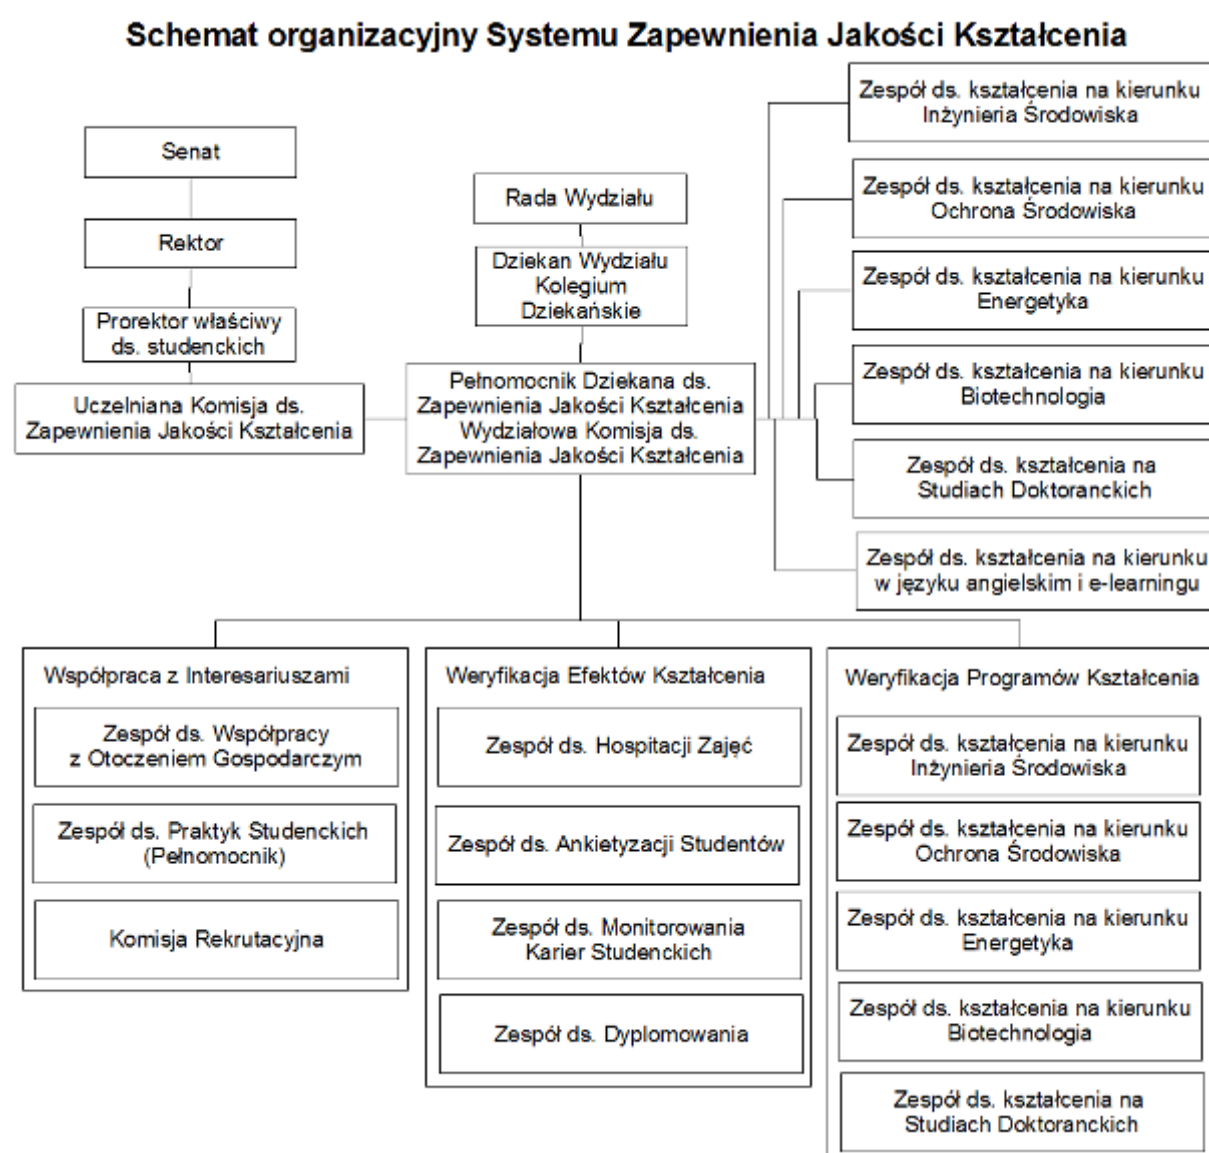 Schemat organizacyjny Systemu Zapewnienia Jakości Kształcenia
Senat
Rektor
Prorektor właściwy
ds. studenckich
Uczelniana Komisja ds.
Zapewnienia Jakości Kształcenia
Rada Wydziału
Dziekan Wydziału
Kolegium
Dziekańskie
Pełnomocnik Dziekana ds.
Zapewnienia Jakości Kształcenia
Wydziałowa Komisja ds.
Zapewnienia Jakości Kształcenia
Zespół ds. kształcenia na kierunku
Inżynieria Środowiska
Zespół ds. kształcenia na kierunku
Ochrona Środowiska
Zespół ds. kształcenia na kierunku
Energetyka
Zespół ds. kształcenia na kierunku
Biotechnologia
Zespół ds. kształcenia na
Studiach Doktoranckich
Zespół ds. kształcenia na kierunku
w języku angielskim i e-learningu
Współpraca z Interesariuszami
Zespół ds. Współpracy
z Otoczeniem Gospodarczym
Zespół ds. Praktyk Studenckich
(Pełnomocnik)
Komisja Rekrutacyjna
Weryfikacja Efektów Kształcenia
Zespół ds. Hospitacji Zajęć
Zespół ds. Ankietyzacji Studentów
Zespół ds. Monitorowania
Karier Studenckich
Zespół ds. Dyplomowania
Weryfikacja Programów Kształcenia
Zespół ds. kształcenia na kierunku
Inżynieria Środowiska
Zespół ds. kształcenia na kierunku
Ochrona Środowiska
Zespół ds. kształcenia na kierunku
Energetyka
Zespół ds. kształcenia na kierunku
Biotechnologia
Zespół ds. kształcenia na
Studiach Doktoranckich